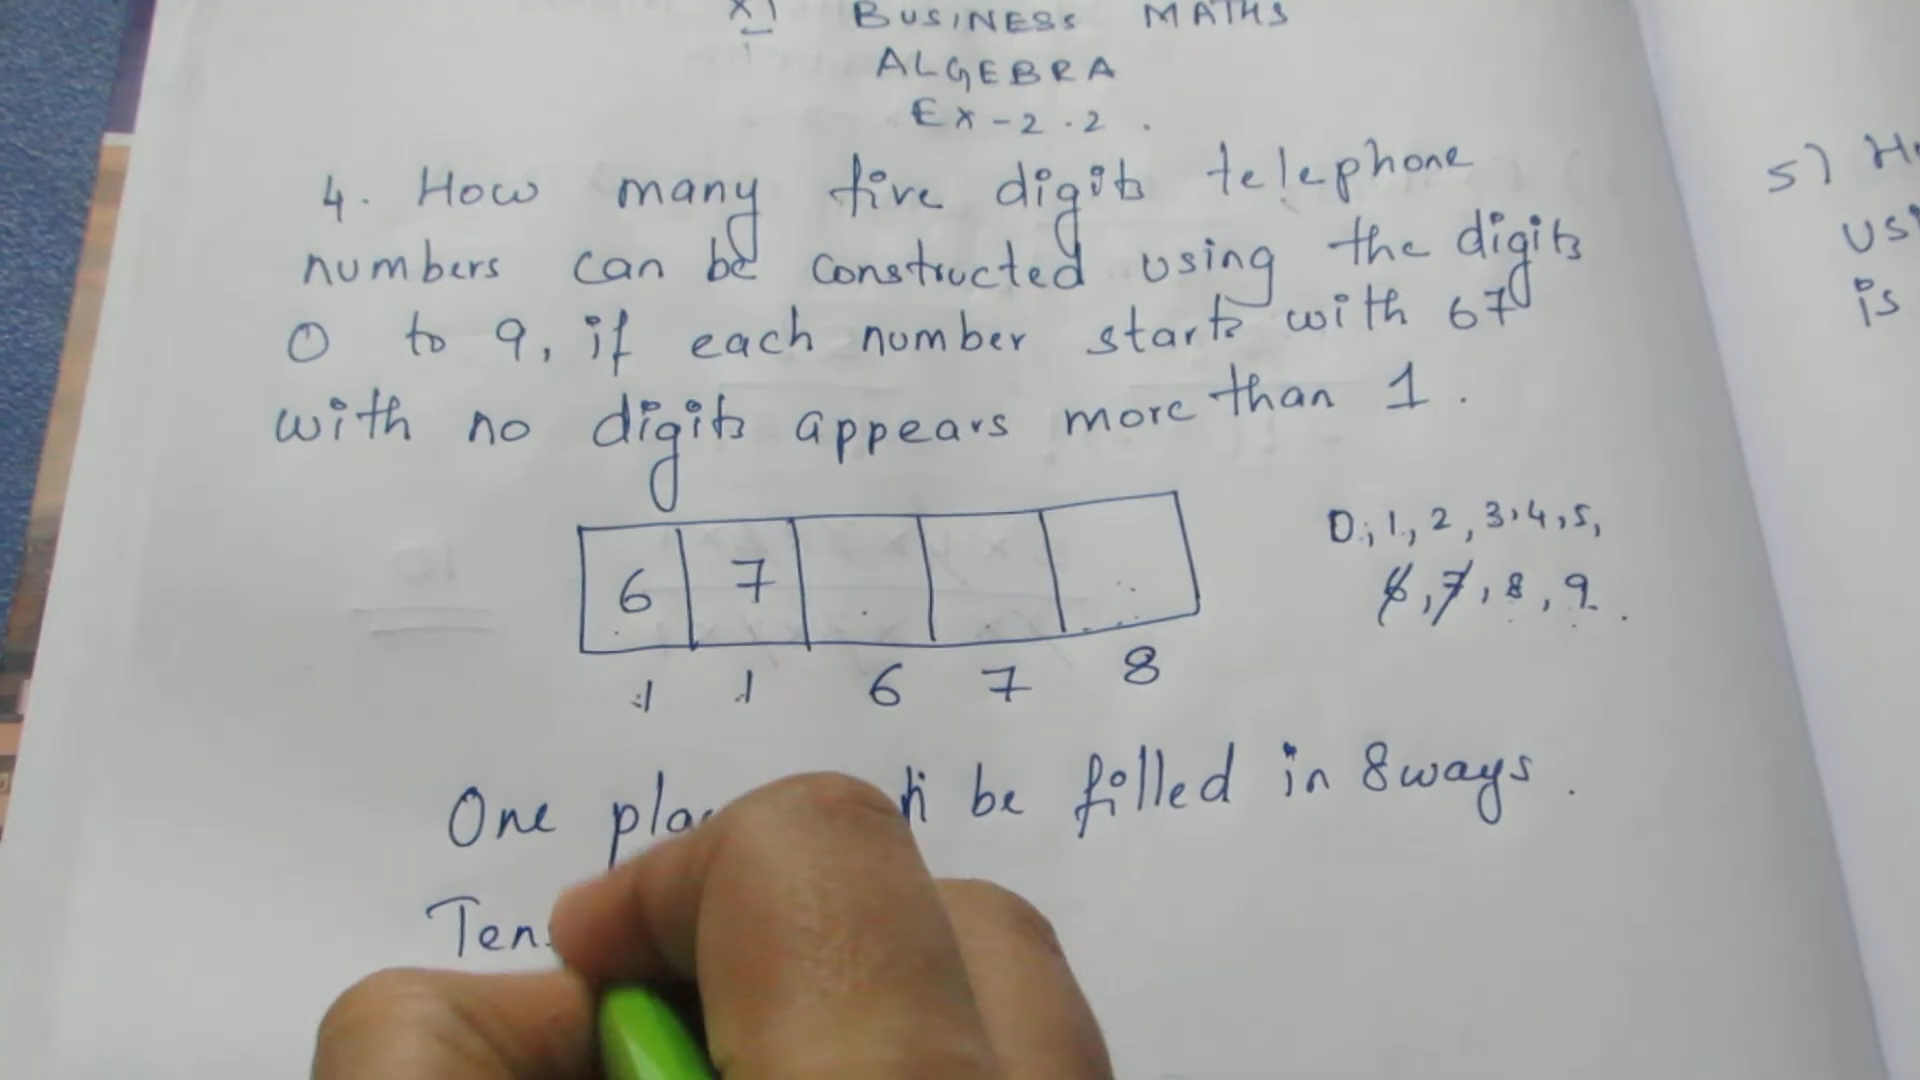 XI BUSINESS MATHS
ALGEBRA
EX-2.2.
4. How many five digits telephone
numbers can be constructed using the digits
0 to 9, if each number starts with 67
with no digits appears more than 1.
6 7
0, 1, 2, 3, 4, 5,
6, 7, 8, 9.
1 1 6 7 8
One be filled in 8 ways.
5) 
is